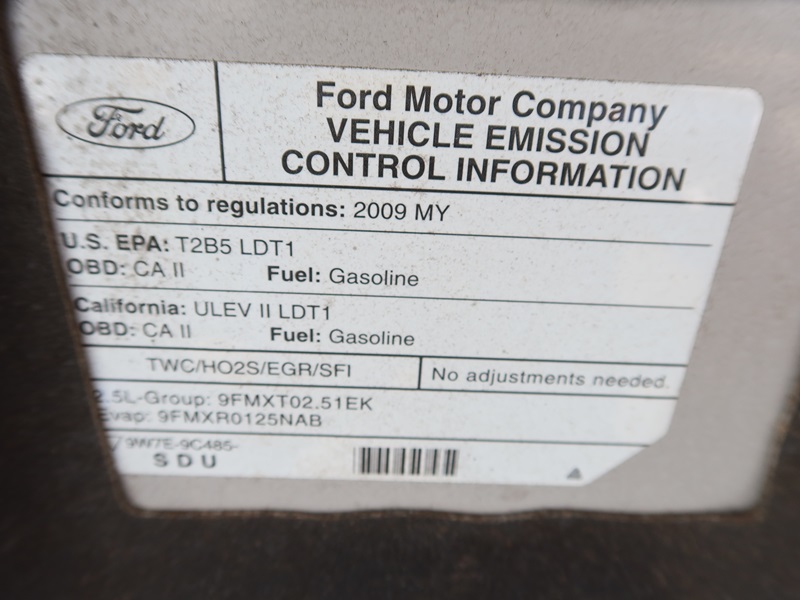 Ford
Ford Motor Company
VEHICLE EMISSION
CONTROL INFORMATION
Conforms to regulations: 2009 MY
U.S. EPA: T2B5 LDT1
OBD: CA II Fuel: Gasoline
California: ULEV II LDT1
OBD: CA II Fuel: Gasoline
TWC/HO2S/EGR/SFI
No adjustments needed.
2.5L-Group: 9FMXT02.51EK
Evap: 9FMXR0125NAB
9W7E-9C485-
SDU